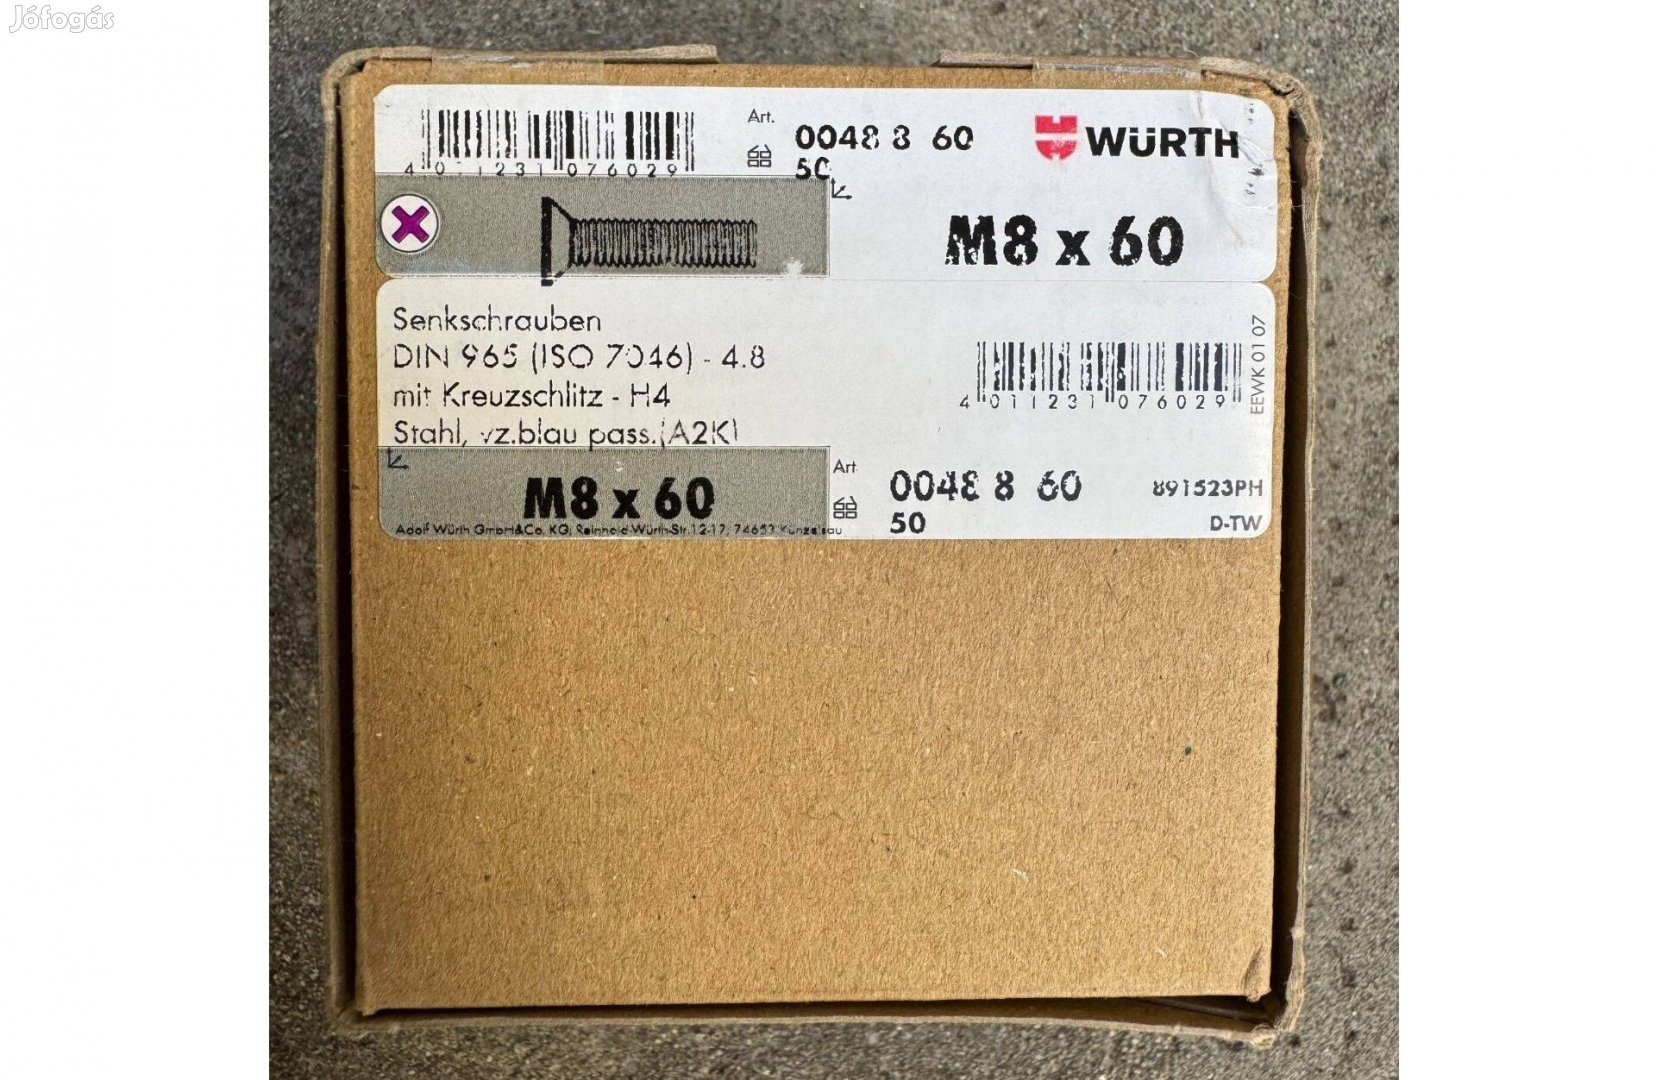 Jófogás
Art. 0048 8 60
WÜRTH
50
4 011231 076029
M8 x 60
Senkschrauben
DIN 965 (ISO 7046) - 4.8
mit Kreuzschlitz - H4
Stahl, vz.blau pass.(A2K)
4 011231 076029
EEWK 01 07
M8 x 60
Art. 0048 8 60
50
891523PH
D-TW
Adolf Würth GmbH&Co. KG, Reinhold-Würth-Str.12-17, 74653 Künzelsau